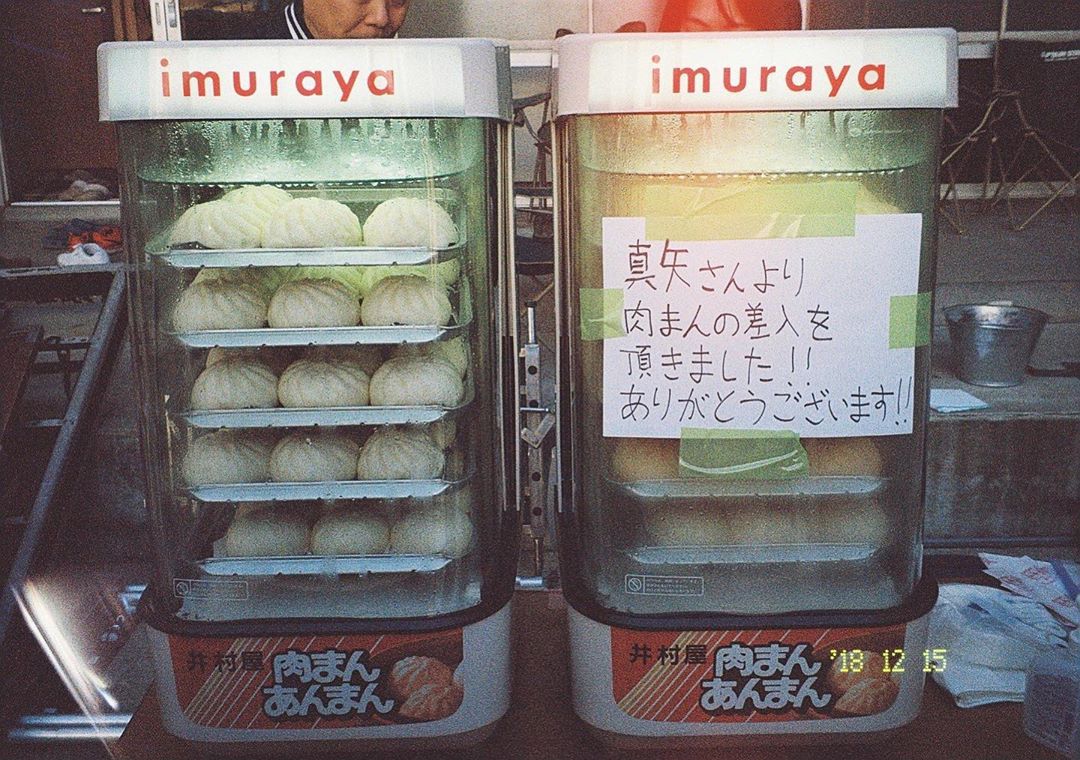 imuraya
imuraya
真矢さんより
肉まんの差入を
頂きました!!
ありがとうございます!!
井村屋
肉まん
あんまん
井村屋
肉まん
あんまん
'18 12 15